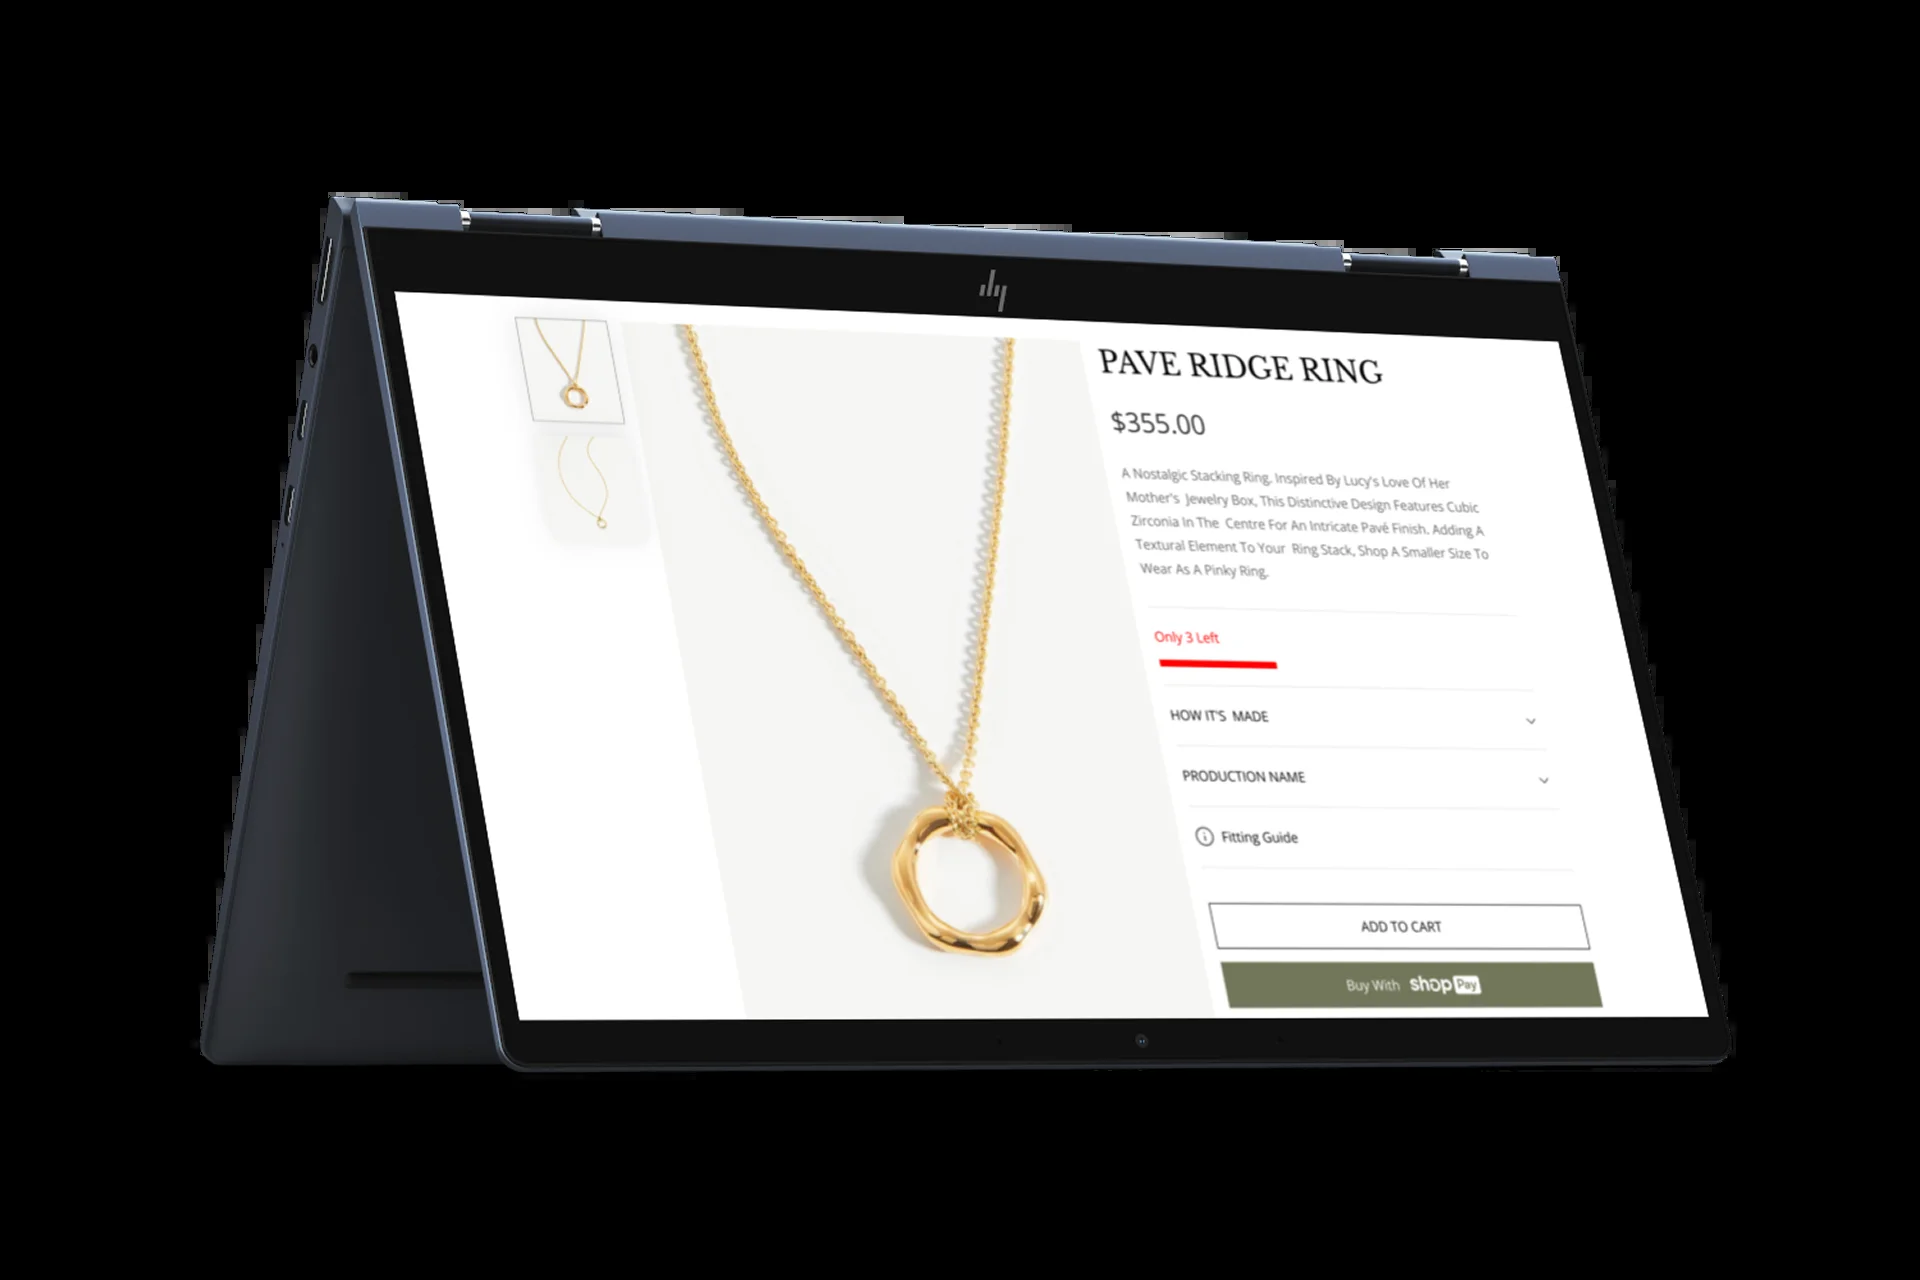 hp
PAVE RIDGE RING
$355.00
A Nostalgic Stacking Ring. Inspired By Lucy's Love Of Her
Mother's Jewelry Box, This Distinctive Design Features Cubic
Zirconia In The Centre For An Intricate Pavé Finish. Adding A
Textural Element To Your Ring Stack, Shop A Smaller Size To
Wear As A Pinky Ring.
Only 3 Left
HOW IT'S MADE
PRODUCTION NAME
Fitting Guide
ADD TO CART
Buy With shop Pay